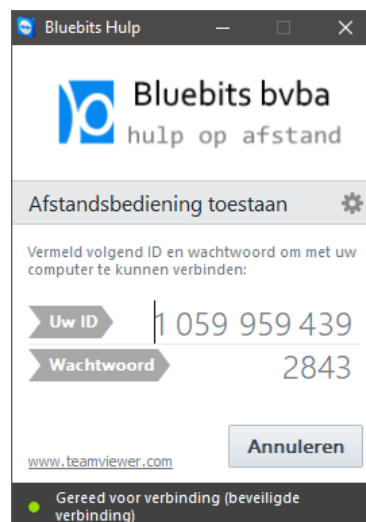 Bluebits Hulp
Bluebits bvba
hulp op afstand
Afstandsbediening toestaan
Vermeld volgend ID en wachtwoord om met uw
computer te kunnen verbinden:
Uw ID 1 059 959 439
Wachtwoord 2843
Annuleren
www.teamviewer.com
Gereed voor verbinding (beveiligde
verbinding)